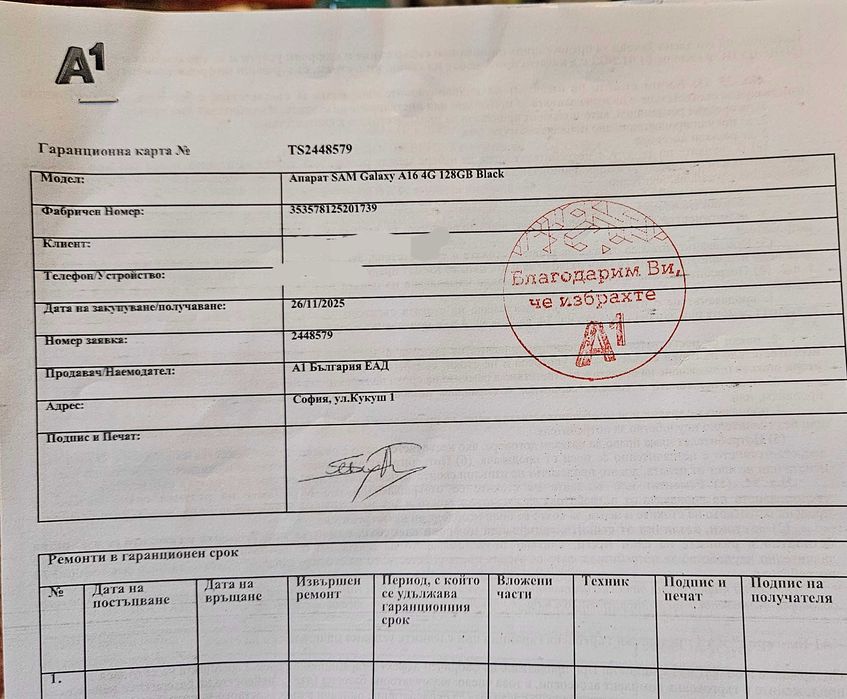 A1
Гаранционна карта № TS2448579
Модел: Апарат SAM Galaxy A16 4G 128GB Black
Фабричен Номер: 353578125201739
Клиент:
Телефон/Устройство:
Дата на закупуване/получаване: 26/11/2025
Номер заявка: 2448579
Продавач/Наемодател: А1 България ЕАД
Адрес: София, ул.Кукуш 1
Подпис и Печат:
Благодарим Ви,
че избрахте
A1
Ремонти в гаранционен срок
№ Дата на постъпване Дата на връщане Извършен ремонт Период, с който се удължава гаранционния срок Вложени части Техник Подпис и печат Подпис на получателя
1.